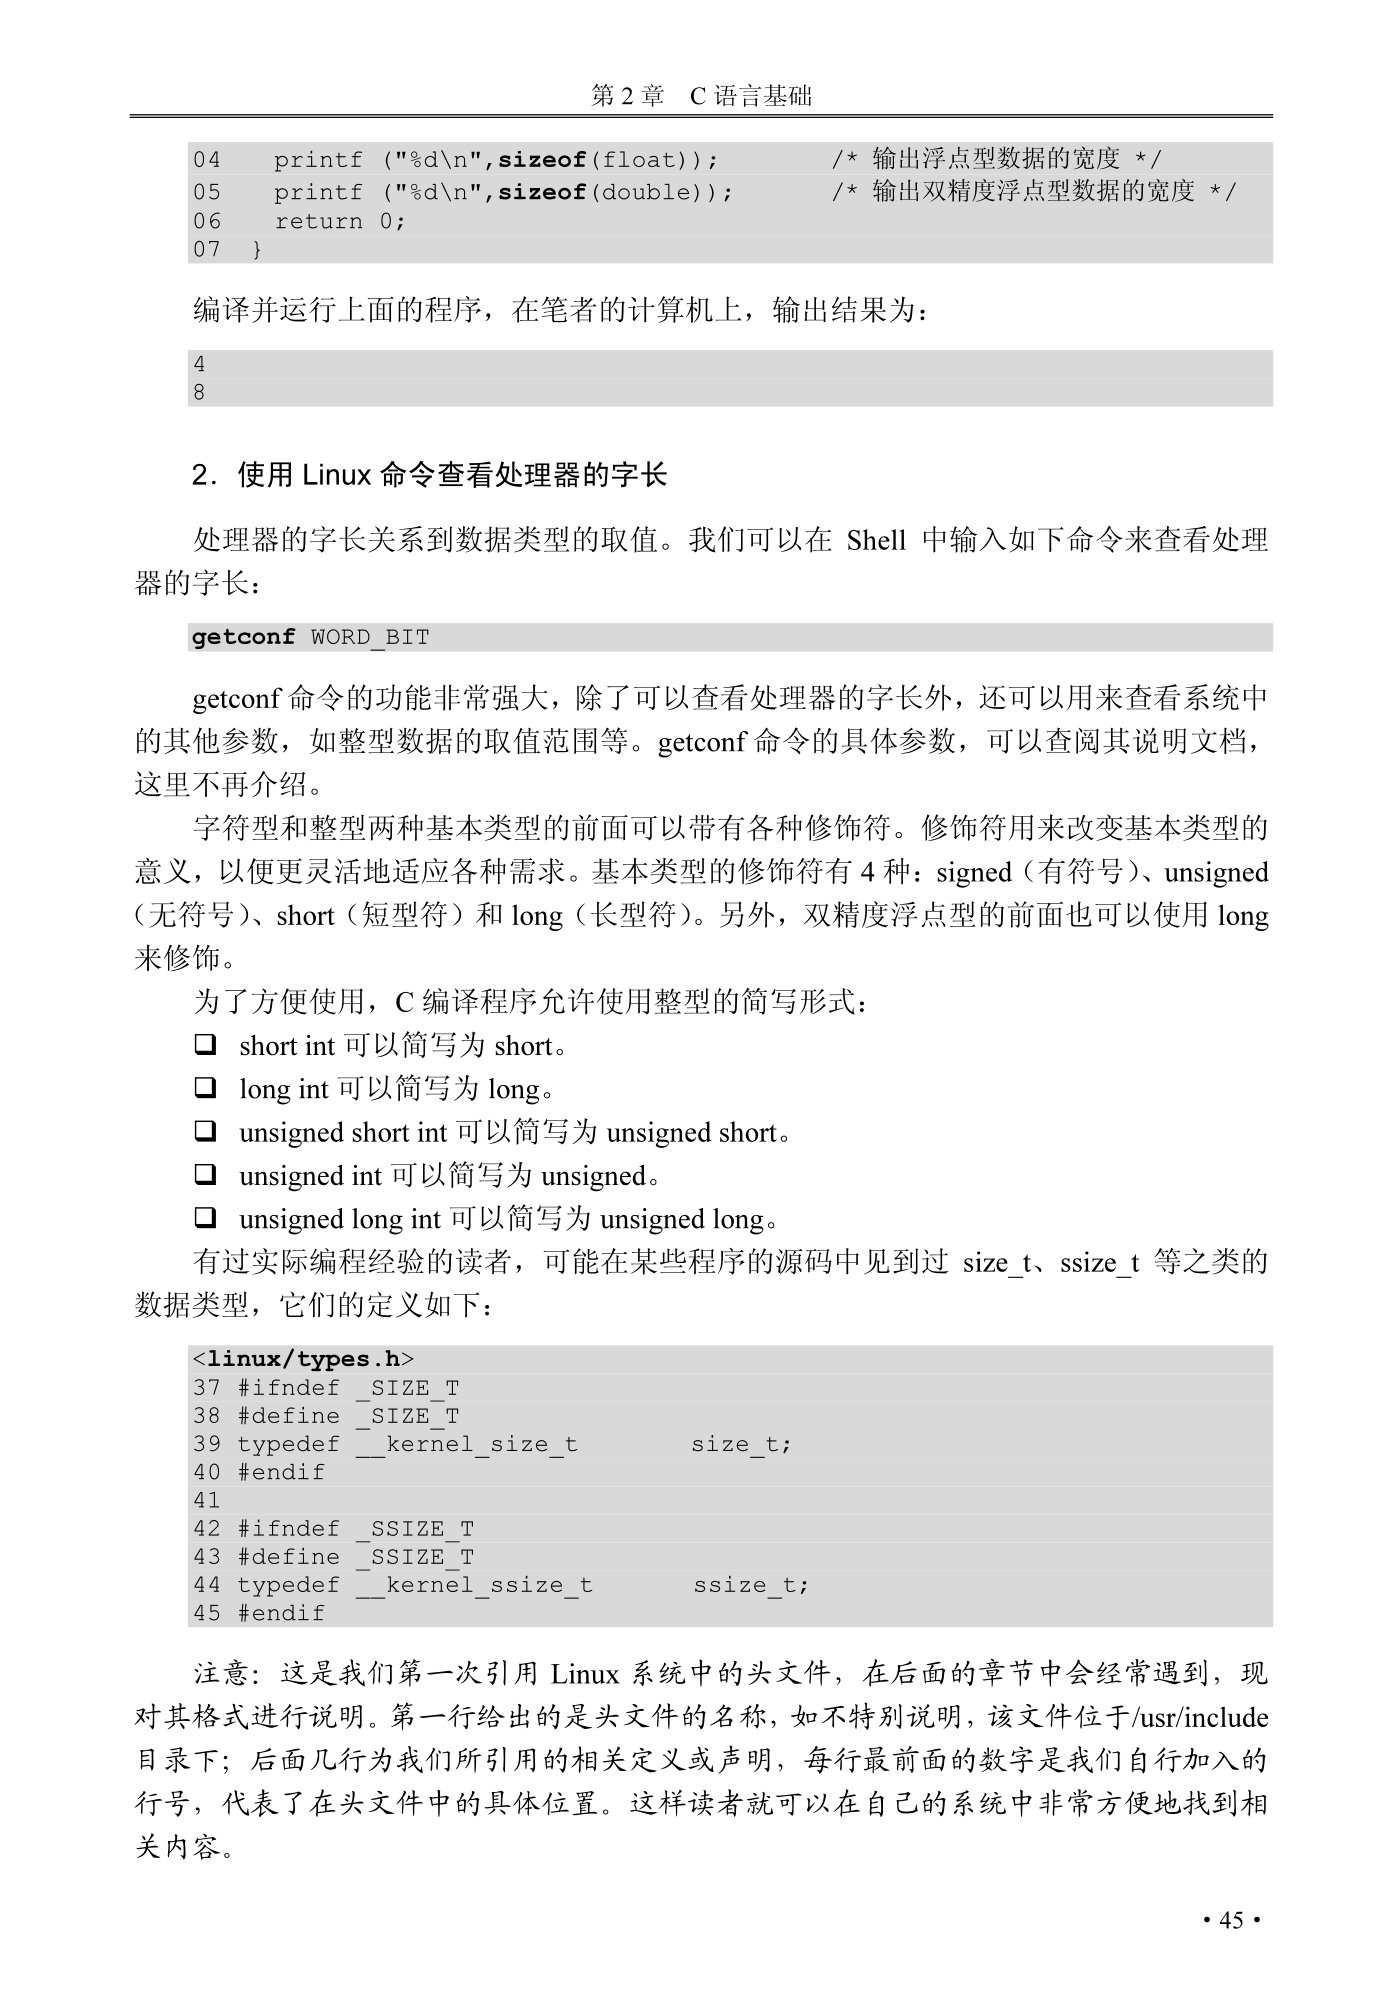 第 2 章 C 语言基础
04 printf ("%d\n",sizeof(float)); /* 输出浮点型数据的宽度 */
05 printf ("%d\n",sizeof(double)); /* 输出双精度浮点型数据的宽度 */
06 return 0;
07 }
编译并运行上面的程序，在笔者的计算机上，输出结果为：
4
8
2．使用 Linux 命令查看处理器的字长
处理器的字长关系到数据类型的取值。我们可以在 Shell 中输入如下命令来查看处理
器的字长：
getconf WORD_BIT
getconf 命令的功能非常强大，除了可以查看处理器的字长外，还可以用来查看系统中
的其他参数，如整型数据的取值范围等。getconf 命令的具体参数，可以查阅其说明文档，
这里不再介绍。
字符型和整型两种基本类型的前面可以带有各种修饰符。修饰符用来改变基本类型的
意义，以便更灵活地适应各种需求。基本类型的修饰符有 4 种：signed（有符号）、unsigned
（无符号）、short（短型符）和 long（长型符）。另外，双精度浮点型的前面也可以使用 long
来修饰。
为了方便使用，C 编译程序允许使用整型的简写形式：
❑ short int 可以简写为 short。
❑ long int 可以简写为 long。
❑ unsigned short int 可以简写为 unsigned short。
❑ unsigned int 可以简写为 unsigned。
❑ unsigned long int 可以简写为 unsigned long。
有过实际编程经验的读者，可能在某些程序的源码中见到过 size_t、ssize_t 等之类的
数据类型，它们的定义如下：
<linux/types.h>
37 #ifndef _SIZE_T
38 #define _SIZE_T
39 typedef __kernel_size_t size_t;
40 #endif
41
42 #ifndef _SSIZE_T
43 #define _SSIZE_T
44 typedef __kernel_ssize_t ssize_t;
45 #endif
注意：这是我们第一次引用 Linux 系统中的头文件，在后面的章节中会经常遇到，现
对其格式进行说明。第一行给出的是头文件的名称，如不特别说明，该文件位于/usr/include
目录下；后面几行为我们所引用的相关定义或声明，每行最前面的数字是我们自行加入的
行号，代表了在头文件中的具体位置。这样读者就可以在自己的系统中非常方便地找到相
关内容。
• 45 •